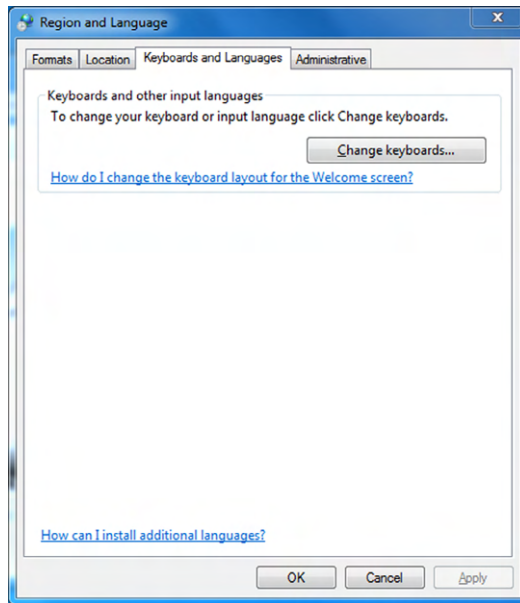 Region and Language
x
Formats Location Keyboards and Languages Administrative
Keyboards and other input languages
To change your keyboard or input language click Change keyboards.
Change keyboards...
How do I change the keyboard layout for the Welcome screen?
How can I install additional languages?
OK Cancel Apply